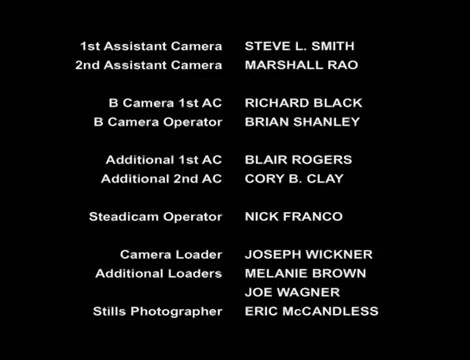 1st Assistant Camera STEVE L. SMITH
2nd Assistant Camera MARSHALL RAO
B Camera 1st AC RICHARD BLACK
B Camera Operator BRIAN SHANLEY
Additional 1st AC BLAIR ROGERS
Additional 2nd AC CORY B. CLAY
Steadicam Operator NICK FRANCO
Camera Loader JOSEPH WICKNER
Additional Loaders MELANIE BROWN
JOE WAGNER
Stills Photographer ERIC McCANDLESS